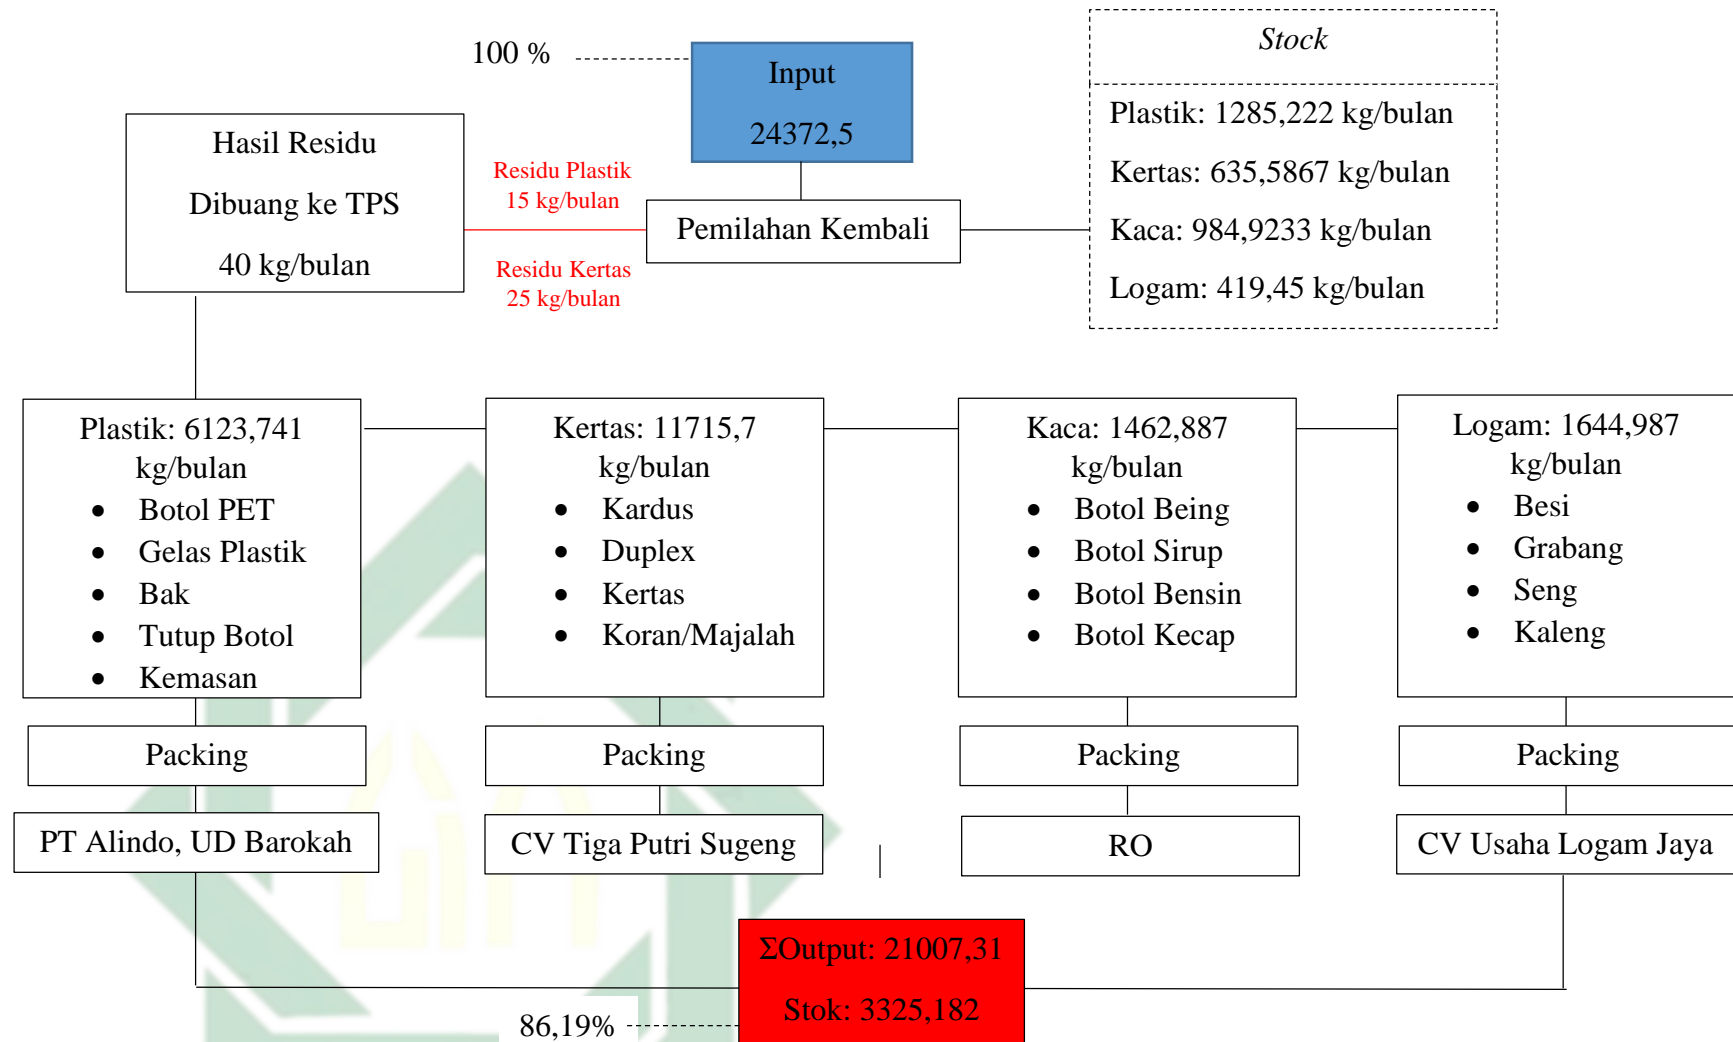 100 %
Input
24372,5
Stock
Plastik: 1285,222 kg/bulan
Kertas: 635,5867 kg/bulan
Kaca: 984,9233 kg/bulan
Logam: 419,45 kg/bulan
Hasil Residu
Dibuang ke TPS
40 kg/bulan
Residu Plastik
15 kg/bulan
Residu Kertas
25 kg/bulan
Pemilahan Kembali
Plastik: 6123,741
kg/bulan
• Botol PET
• Gelas Plastik
• Bak
• Tutup Botol
• Kemasan
Kertas: 11715,7
kg/bulan
• Kardus
• Duplex
• Kertas
• Koran/Majalah
Kaca: 1462,887
kg/bulan
• Botol Being
• Botol Sirup
• Botol Bensin
• Botol Kecap
Logam: 1644,987
kg/bulan
• Besi
• Grabang
• Seng
• Kaleng
Packing
Packing
Packing
Packing
PT Alindo, UD Barokah
CV Tiga Putri Sugeng
RO
CV Usaha Logam Jaya
ΣOutput: 21007,31
Stok: 3325,182
86,19%